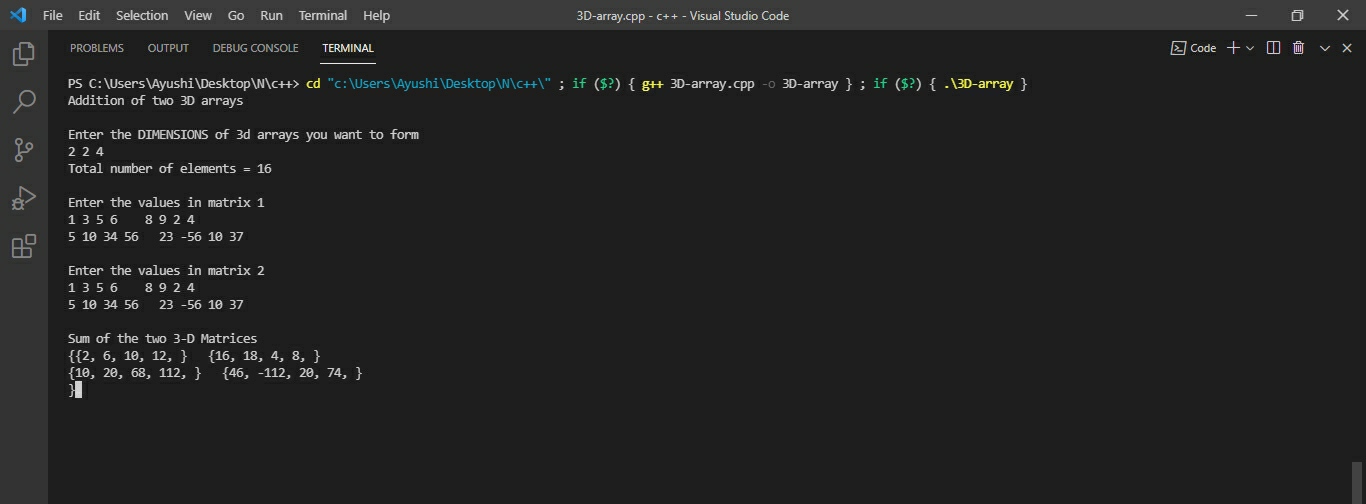 File Edit Selection View Go Run Terminal Help 3D-array.cpp - c++ - Visual Studio Code
PROBLEMS OUTPUT DEBUG CONSOLE TERMINAL Code
PS C:\Users\Ayushi\Desktop\N\c++> cd "c:\Users\Ayushi\Desktop\N\c++\" ; if ($?) { g++ 3D-array.cpp -o 3D-array } ; if ($?) { .\3D-array }
Addition of two 3D arrays
Enter the DIMENSIONS of 3d arrays you want to form
2 2 4
Total number of elements = 16
Enter the values in matrix 1
1 3 5 6   8 9 2 4
5 10 34 56   23 -56 10 37
Enter the values in matrix 2
1 3 5 6   8 9 2 4
5 10 34 56   23 -56 10 37
Sum of the two 3-D Matrices
{{2, 6, 10, 12, }   {16, 18, 4, 8, }
{10, 20, 68, 112, }   {46, -112, 20, 74, }
}